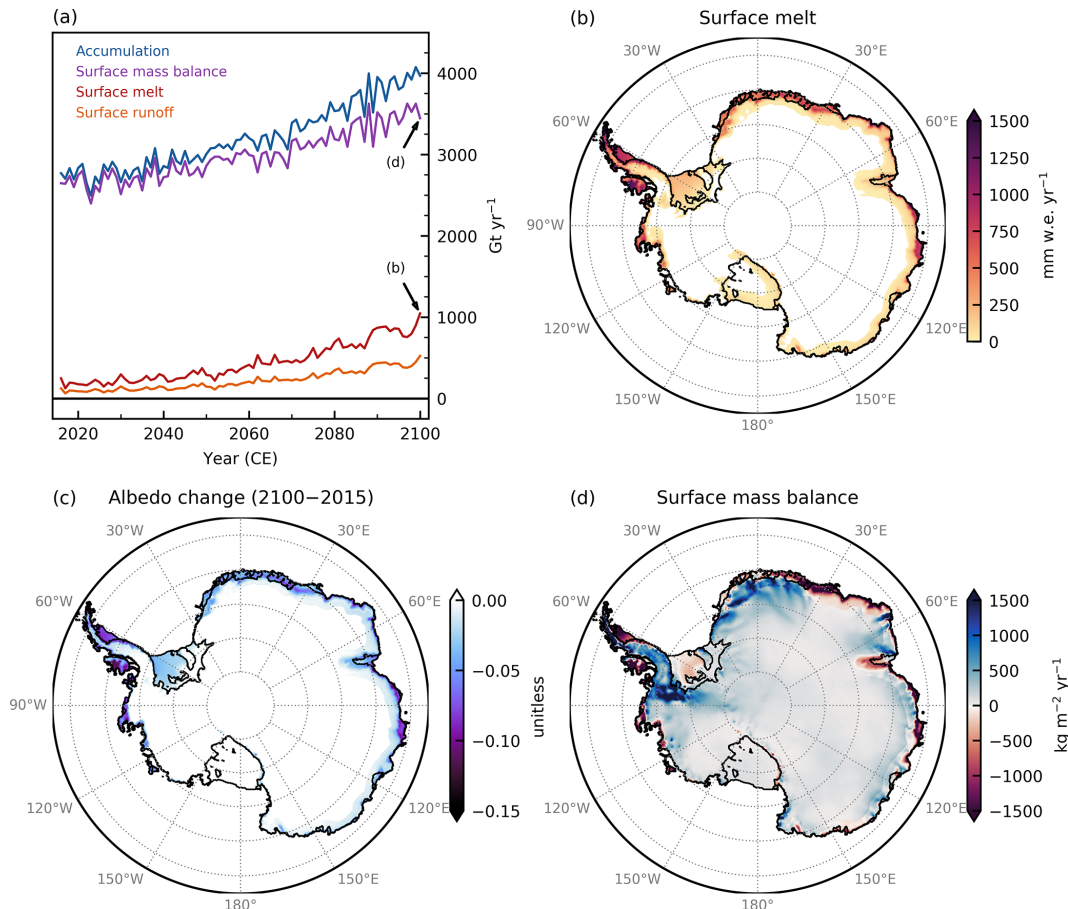 (a)
Accumulation
Surface mass balance
Surface melt
Surface runoff
4000
3000
2000
1000
0
Gt yr⁻¹
(d)
(b)
2020 2040 2060 2080 2100
Year (CE)
(b) Surface melt
30°W 30°E
60°W 60°E
90°W
120°W 120°E
150°W 150°E
180°
1500
1250
1000
750
500
250
0
mm w.e. yr⁻¹
(c) Albedo change (2100−2015)
30°W 30°E
60°W 60°E
90°W
120°W 120°E
150°W 150°E
180°
0.00
−0.05
−0.10
−0.15
unitless
(d) Surface mass balance
30°W 30°E
60°W 60°E
120°W
150°W 150°E
180°
1500
1000
500
0
−500
−1000
−1500
kg m⁻² yr⁻¹